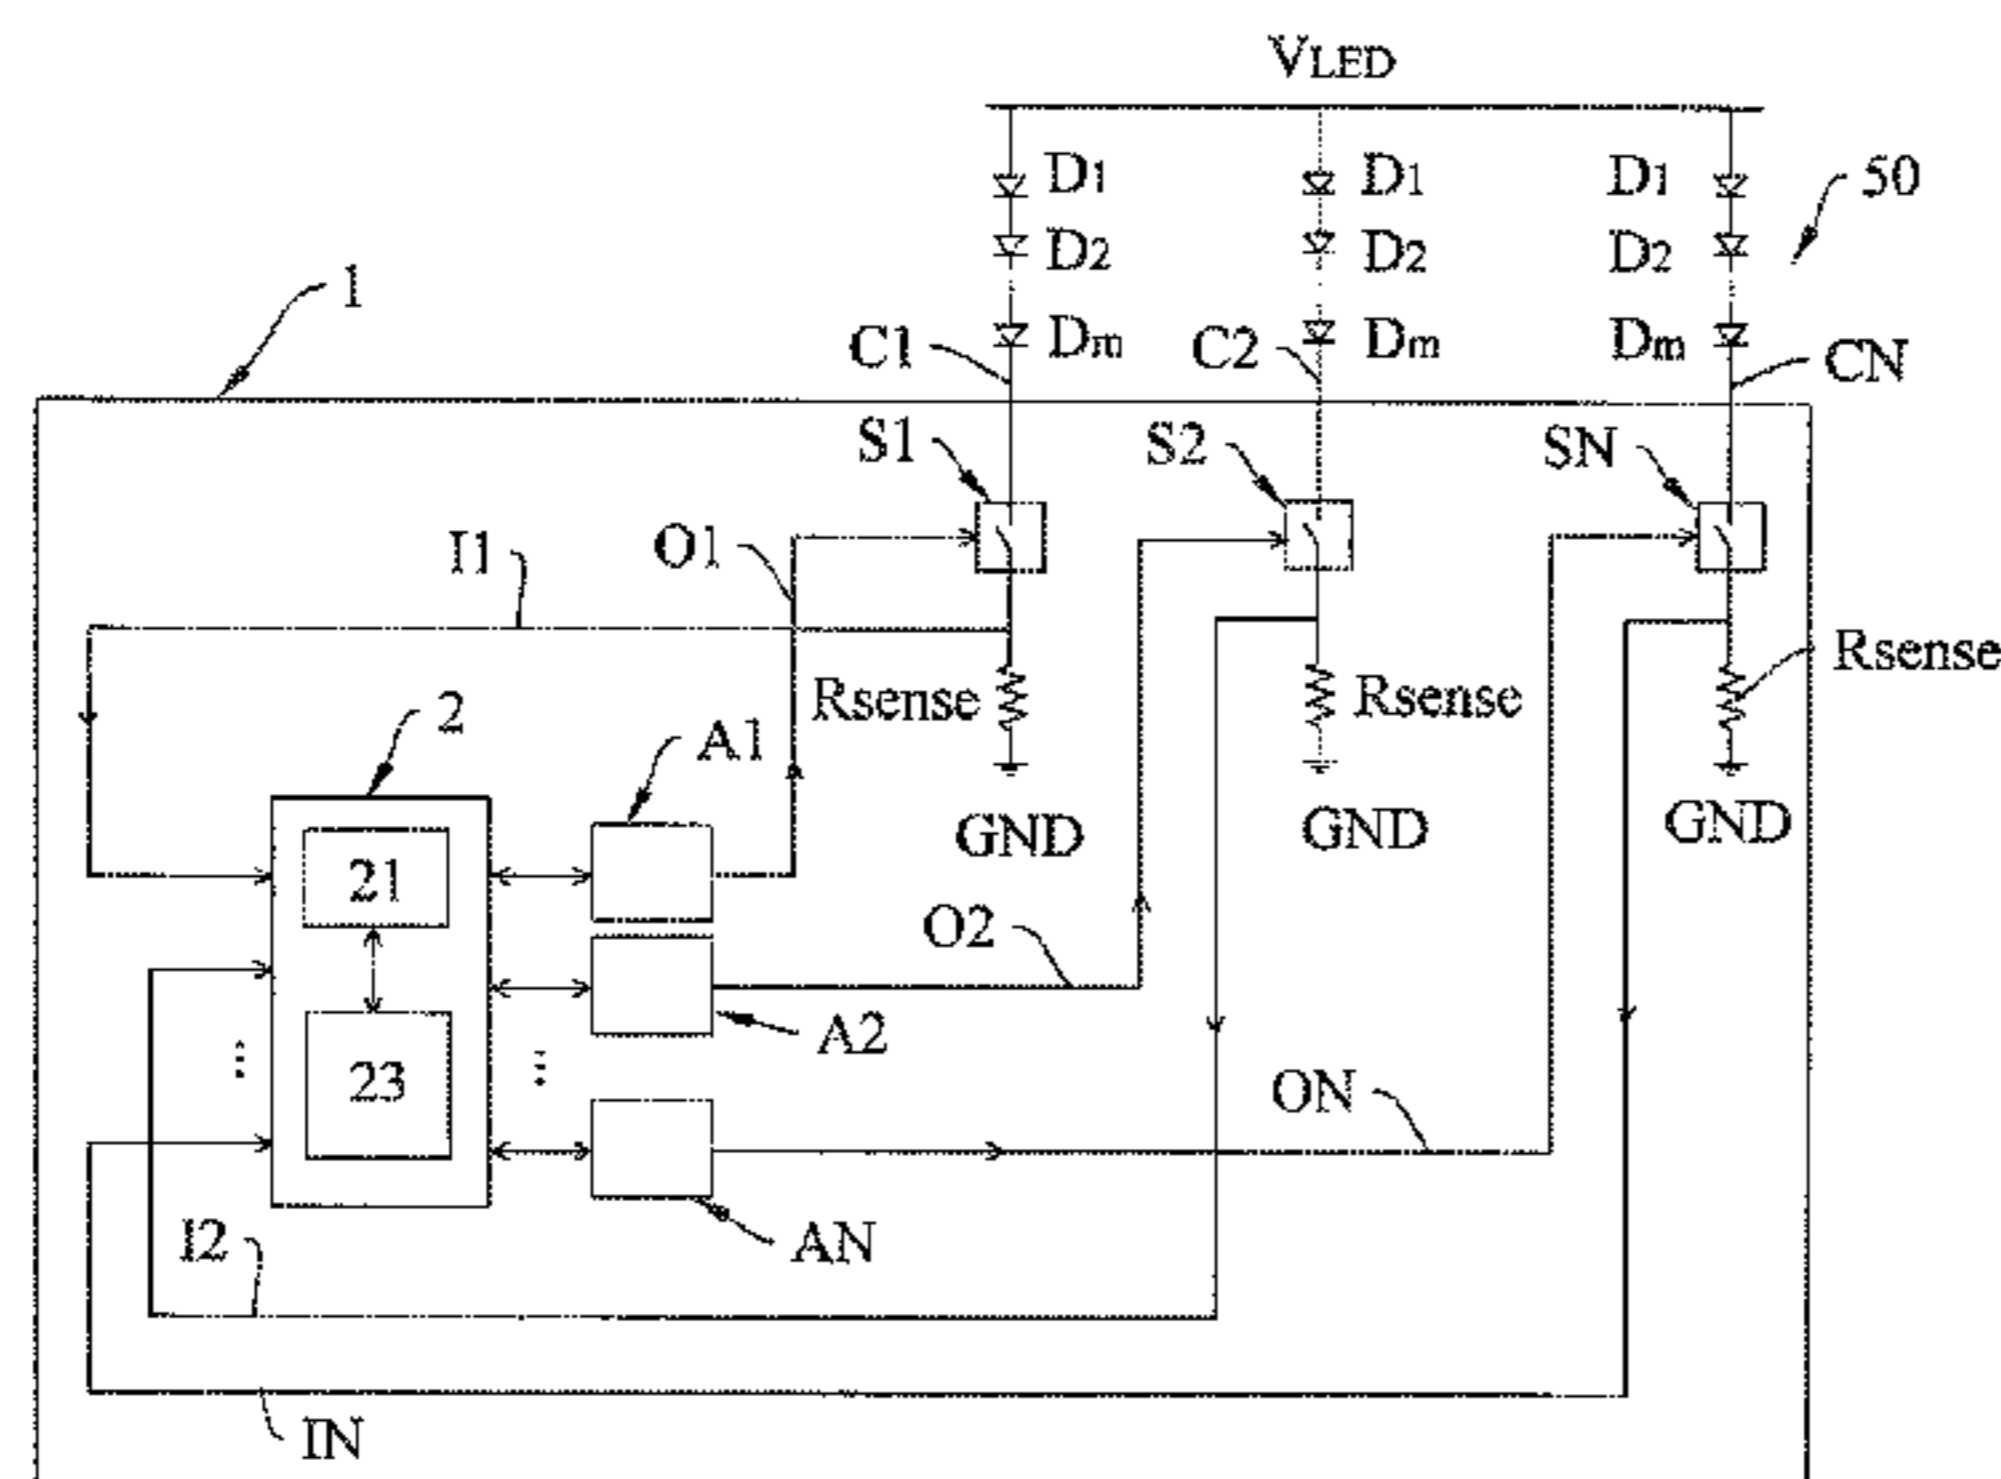 VLED
D1 D1 D1 50
D2 D2 D2
1
C1 Dm C2 Dm Dm CN
S1 S2 SN
I1 O1
Rsense Rsense Rsense
2 A1
GND GND GND
21
O2
A2
23
ON
I2 AN
IN